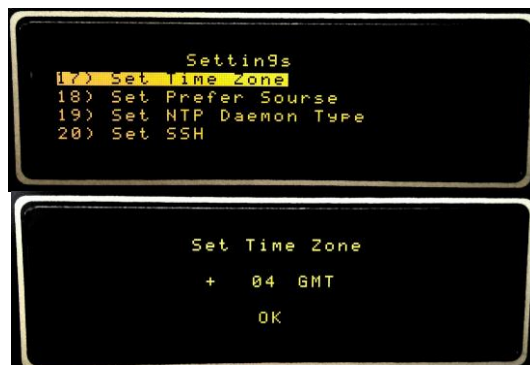 Settings
17) Set Time Zone
18) Set Prefer Sourse
19) Set NTP Daemon Type
20) Set SSH
Set Time Zone
+ 04 GMT
OK